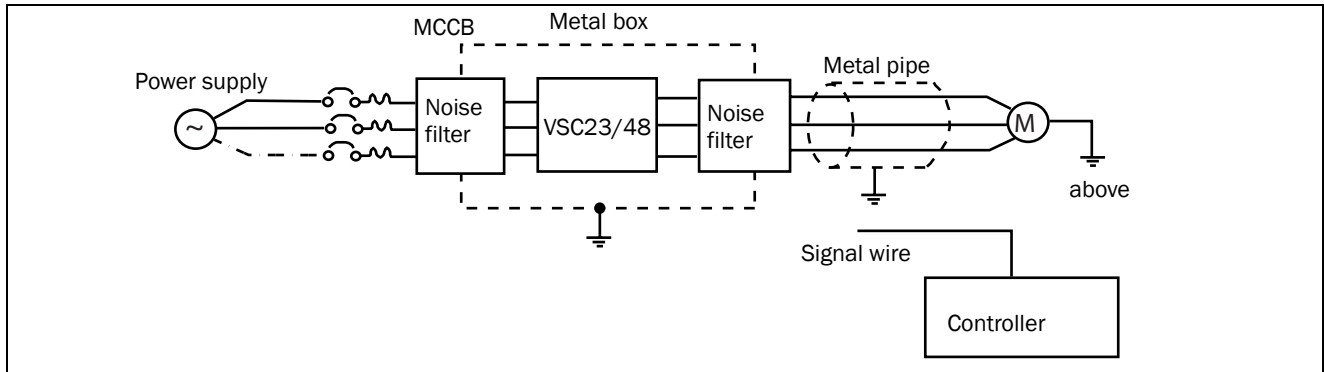 Metal box
MCCB
Power supply
Metal pipe
Noise
filter
VSC23/48
Noise
filter
~
M
above
Signal wire
Controller